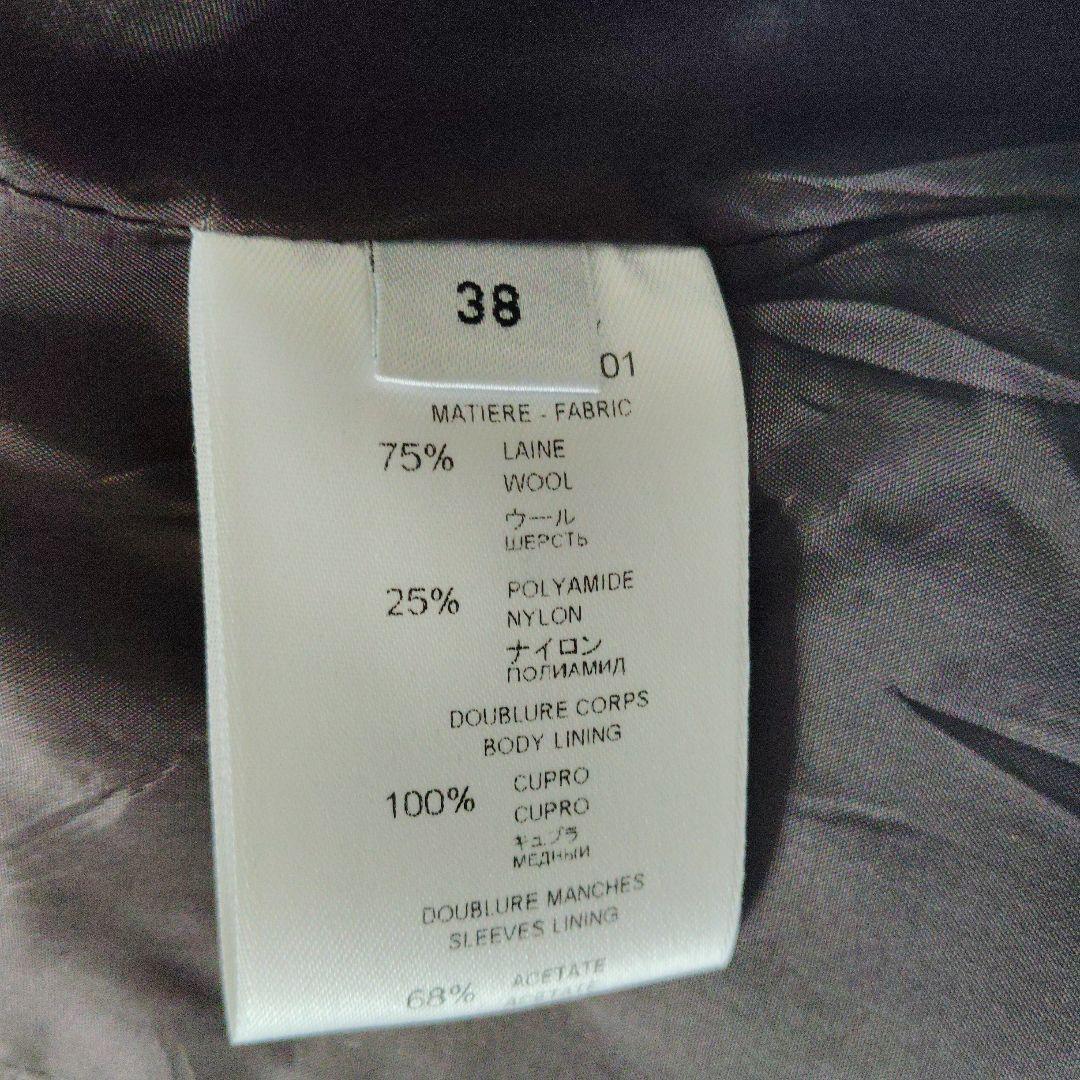 38
01
MATIERE - FABRIC
75% LAINE
WOOL
ウール
ШЕРСТЬ
25% POLYAMIDE
NYLON
ナイロン
ПОЛИАМИД
DOUBLURE CORPS
BODY LINING
100% CUPRO
CUPRO
キュプラ
МЕДНЫЙ
DOUBLURE MANCHES
SLEEVES LINING
68% ACETATE
ACETATE